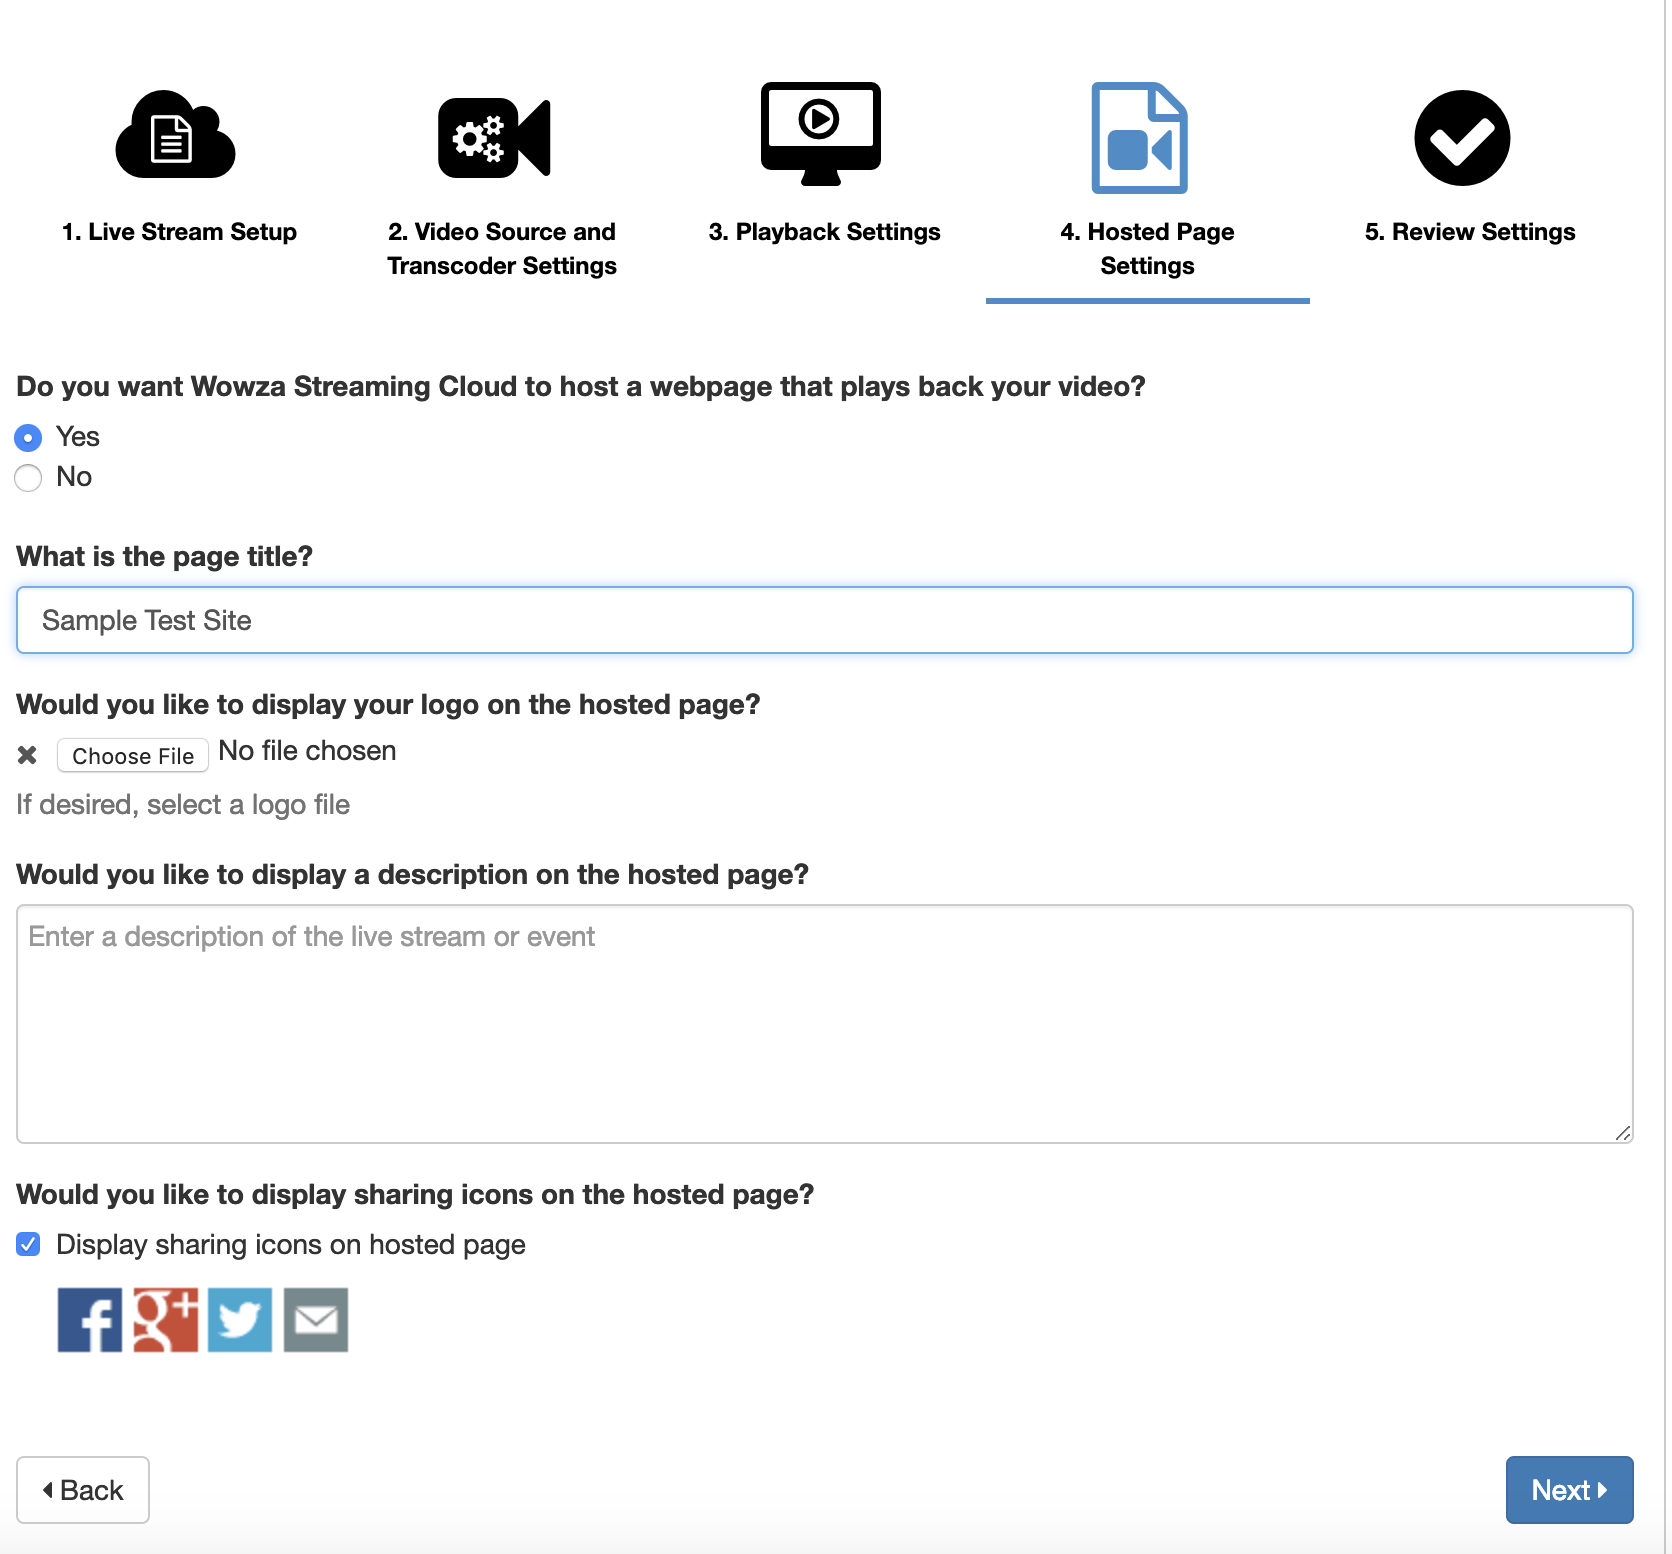 1. Live Stream Setup
2. Video Source and
Transcoder Settings
3. Playback Settings
4. Hosted Page
Settings
5. Review Settings
Do you want Wowza Streaming Cloud to host a webpage that plays back your video?
Yes
No
What is the page title?
Sample Test Site
Would you like to display your logo on the hosted page?
Choose File No file chosen
If desired, select a logo file
Would you like to display a description on the hosted page?
Enter a description of the live stream or event
Would you like to display sharing icons on the hosted page?
Display sharing icons on hosted page
f g+
Back
Next